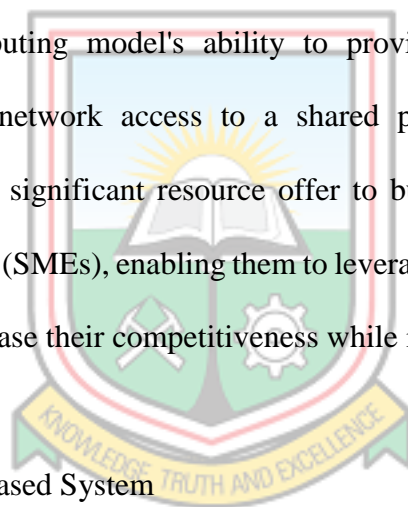 puting model's ability to provi
network access to a shared p
significant resource offer to bu
(SMEs), enabling them to levera
ase their competitiveness while
KNOWLEDGE TRUTH AND EXCELLENCE
ased System